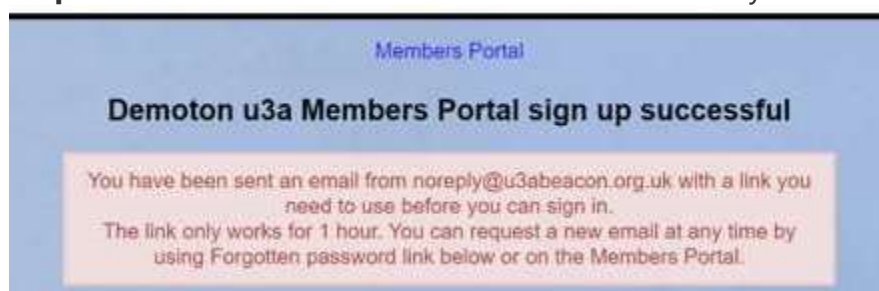 Members Portal
Demoton u3a Members Portal sign up successful
You have been sent an email from noreply@u3abeacon.org.uk with a link you
need to use before you can sign in.
The link only works for 1 hour. You can request a new email at any time by
using Forgotten password link below or on the Members Portal.